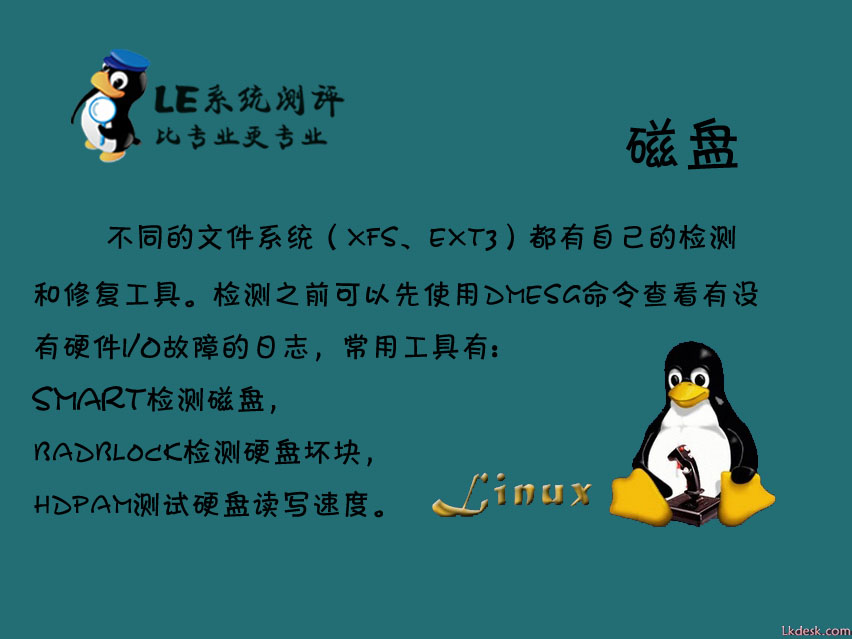 LE系统测评
比专业更专业
磁盘
不同的文件系统（XFS、EXT3）都有自己的检测
和修复工具。检测之前可以先使用DMESG命令查看有没
有硬件I/O故障的日志，常用工具有：
SMART检测磁盘，
BADBLOCK检测硬盘坏块，
HDPAM测试硬盘读写速度。
Linux
Lkdesk.com